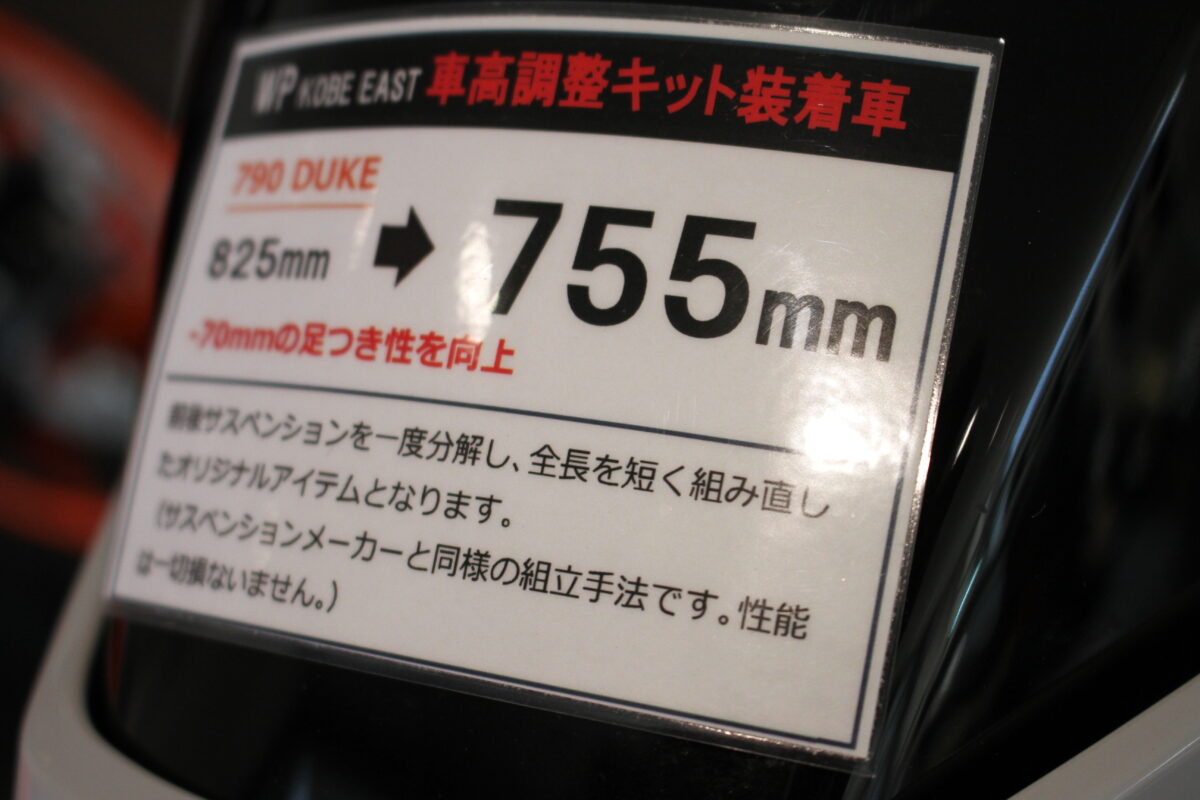 WP KOBE EAST 車高調整キット装着車
790 DUKE
825mm ➡ 755mm
-70mmの足つき性を向上
前後サスペンションを一度分解し、全長を短く組み直し
たオリジナルアイテムとなります。
(サスペンションメーカーと同様の組立手法です。性能
は一切損ないません。)